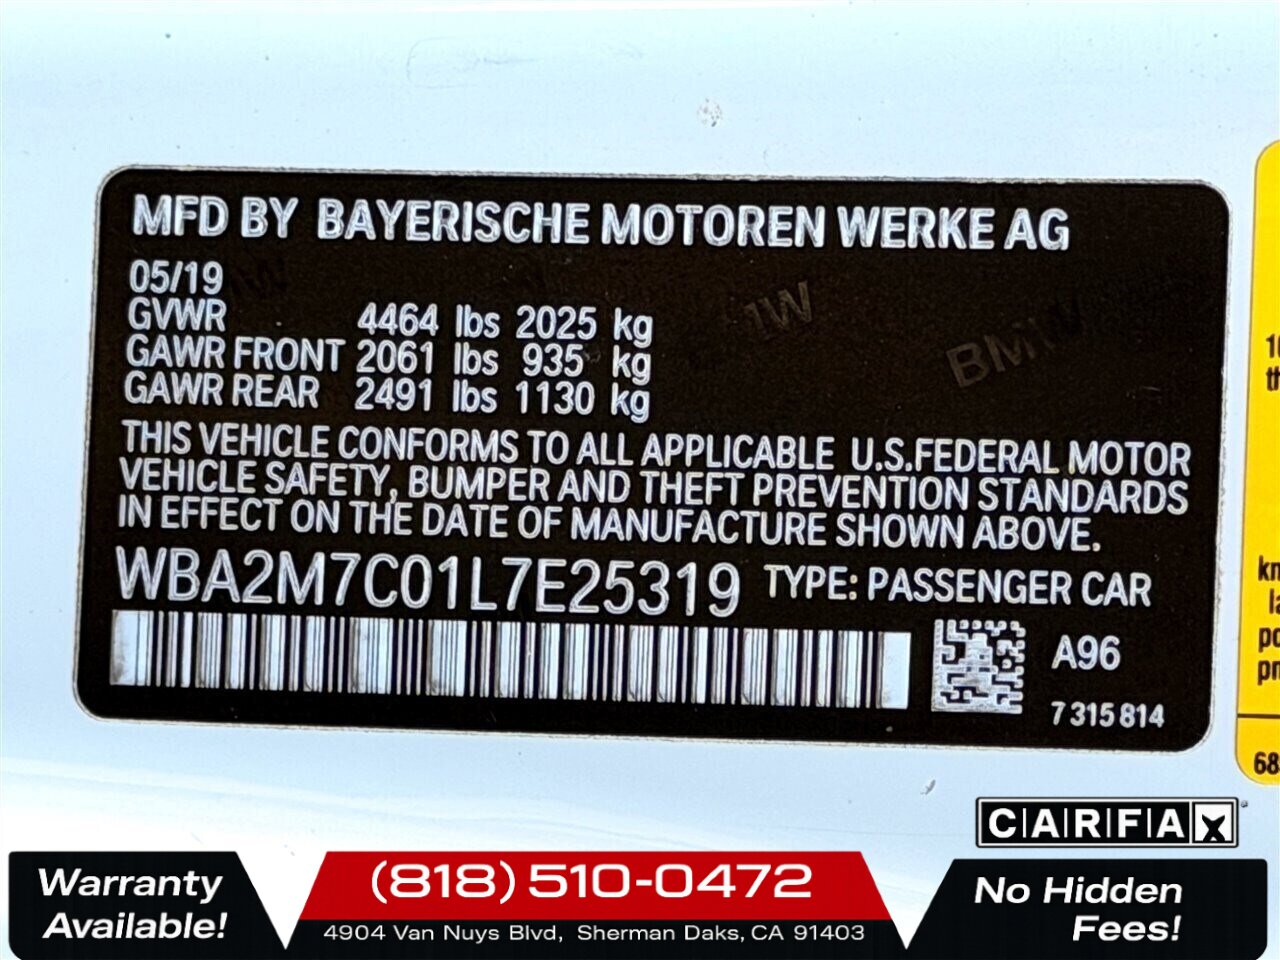 MFD BY BAYERISCHE MOTOREN WERKE AG
05/19
GVWR 4464 lbs 2025 kg
GAWR FRONT 2061 lbs 935 kg
GAWR REAR 2491 lbs 1130 kg
THIS VEHICLE CONFORMS TO ALL APPLICABLE U.S.FEDERAL MOTOR
VEHICLE SAFETY, BUMPER AND THEFT PREVENTION STANDARDS
IN EFFECT ON THE DATE OF MANUFACTURE SHOWN ABOVE.
WBA2M7C01L7E25319 TYPE: PASSENGER CAR
A96
7 315 814
CARFAX
Warranty
Available!
(818) 510-0472
4904 Van Nuys Blvd, Sherman Daks, CA 91403
No Hidden
Fees!